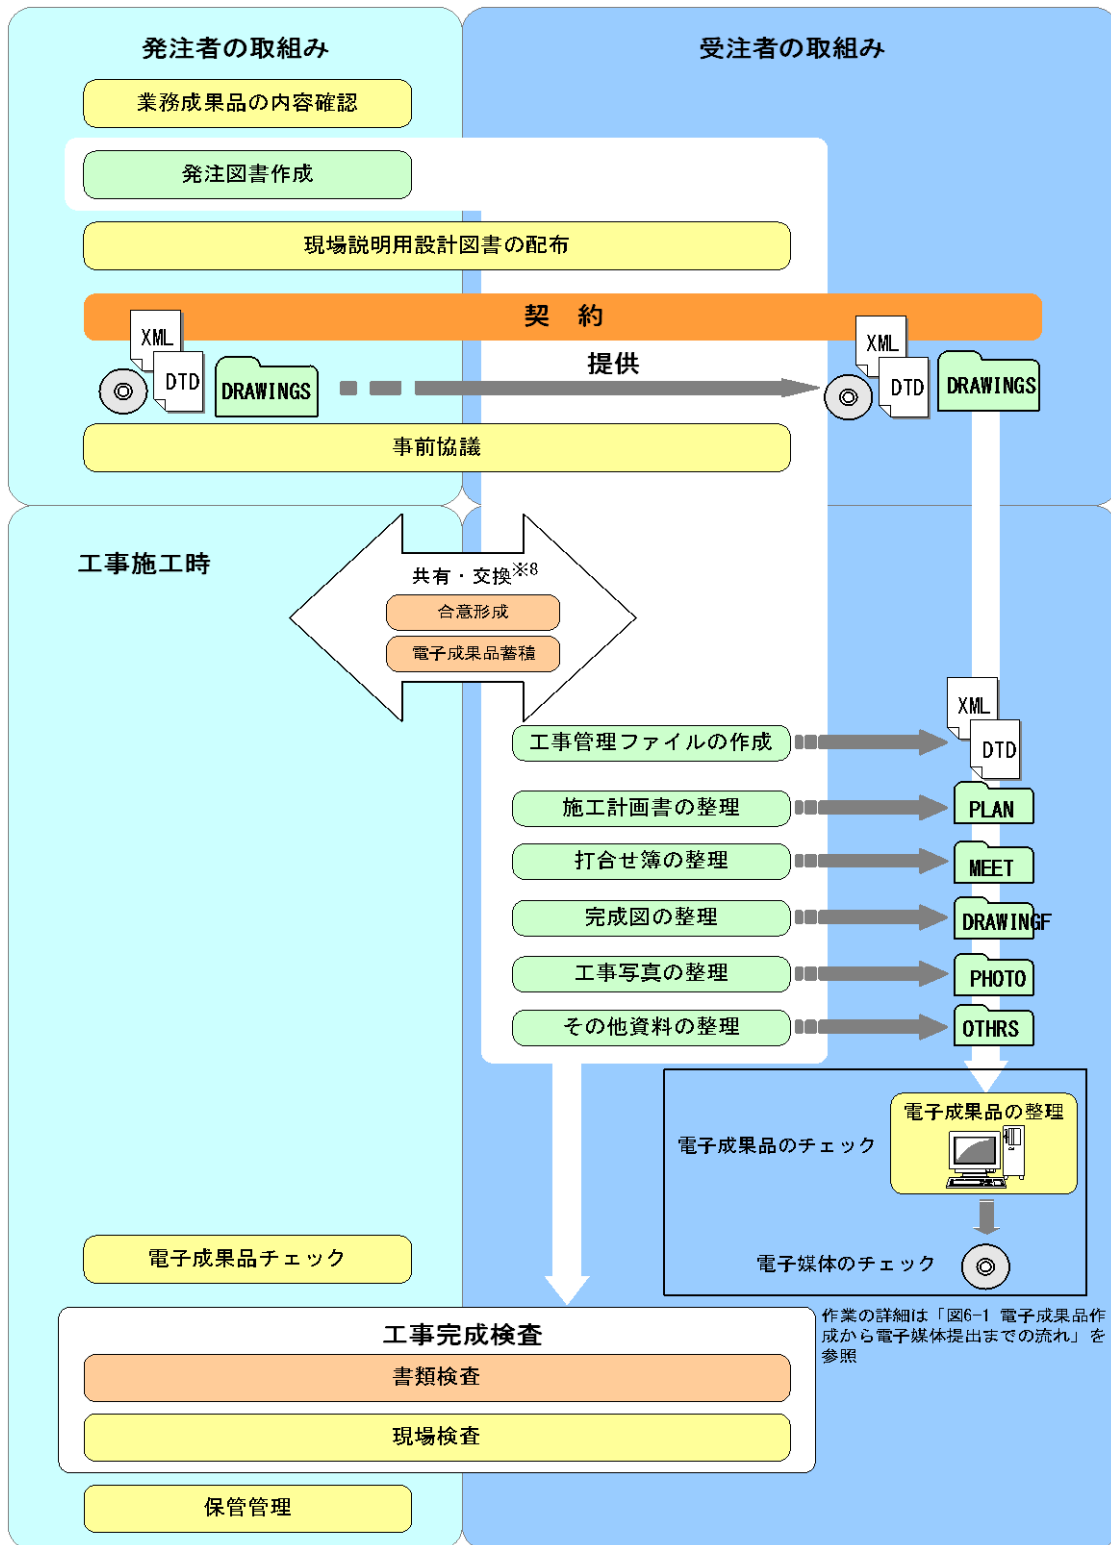 発注者の取組み
受注者の取組み
業務成果品の内容確認
発注図書作成
現場説明用設計図書の配布
契 約
XML
DTD
DRAWINGS
提供
XML
DTD
DRAWINGS
事前協議
工事施工時
共有・交換※8
合意形成
電子成果品蓄積
工事管理ファイルの作成
XML
DTD
施工計画書の整理
PLAN
打合せ簿の整理
MEET
完成図の整理
DRAWINGF
工事写真の整理
PHOTO
その他資料の整理
OTHRS
電子成果品の整理
電子成果品のチェック
電子媒体のチェック
電子成果品チェック
作業の詳細は「図6-1 電子成果品作
成から電子媒体提出までの流れ」を
参照
工事完成検査
書類検査
現場検査
保管管理